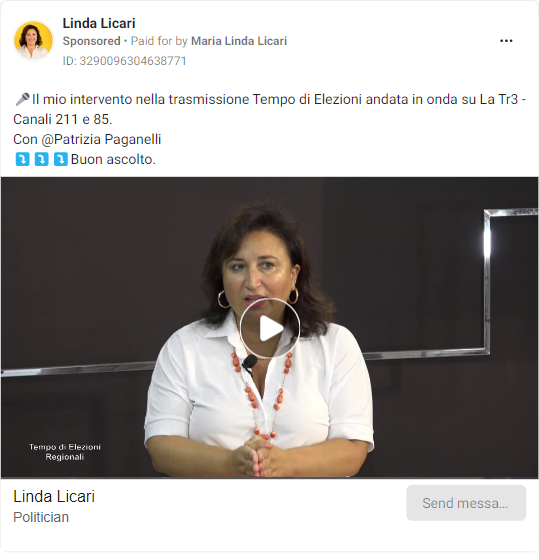 Linda Licari
Sponsored • Paid for by Maria Linda Licari
ID: 3290096304638771
🎤Il mio intervento nella trasmissione Tempo di Elezioni andata in onda su La Tr3 -
Canali 211 e 85.
Con @Patrizia Paganelli
⤵️⤵️⤵️Buon ascolto.
Tempo di Elezioni
Regionali
Linda Licari
Politician
Send messa...